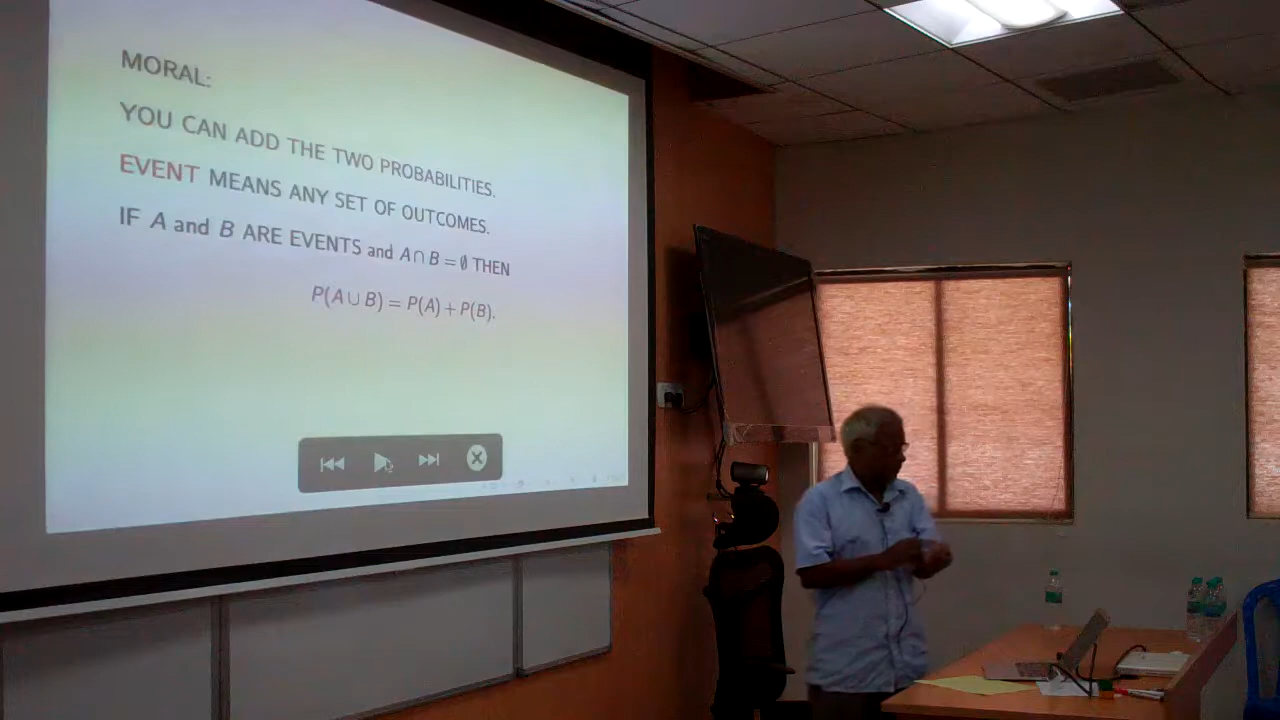 MORAL:
YOU CAN ADD THE TWO PROBABILITIES.
EVENT MEANS ANY SET OF OUTCOMES.
IF A and B ARE EVENTS and A ∩ B = ∅ THEN
P(A ∪ B) = P(A) + P(B).